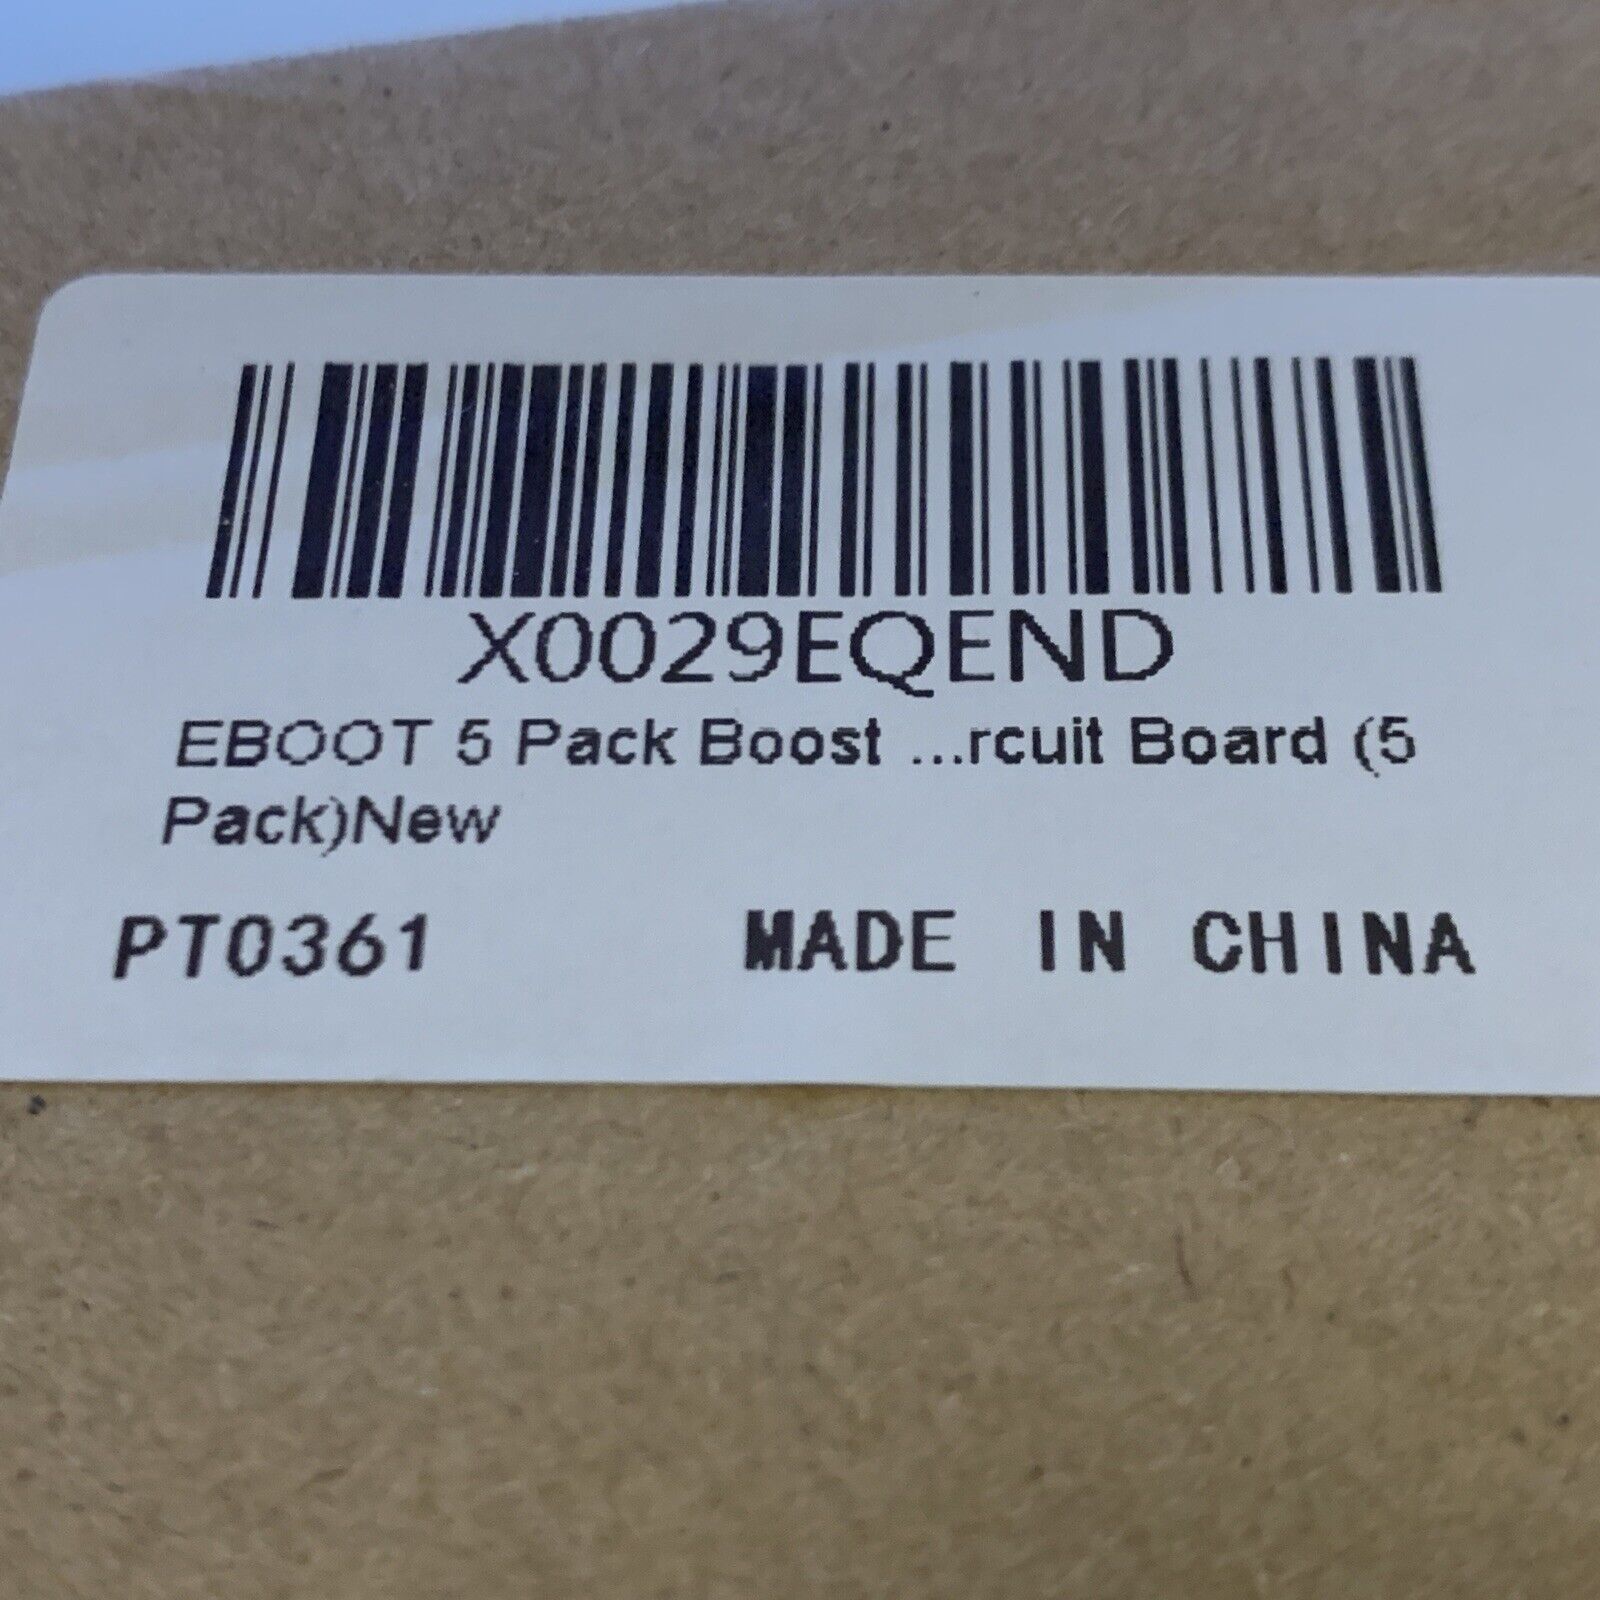 X0029EQEND
EBOOT 5 Pack Boost ...rcuit Board (5
Pack)New
PT0361 MADE IN CHINA